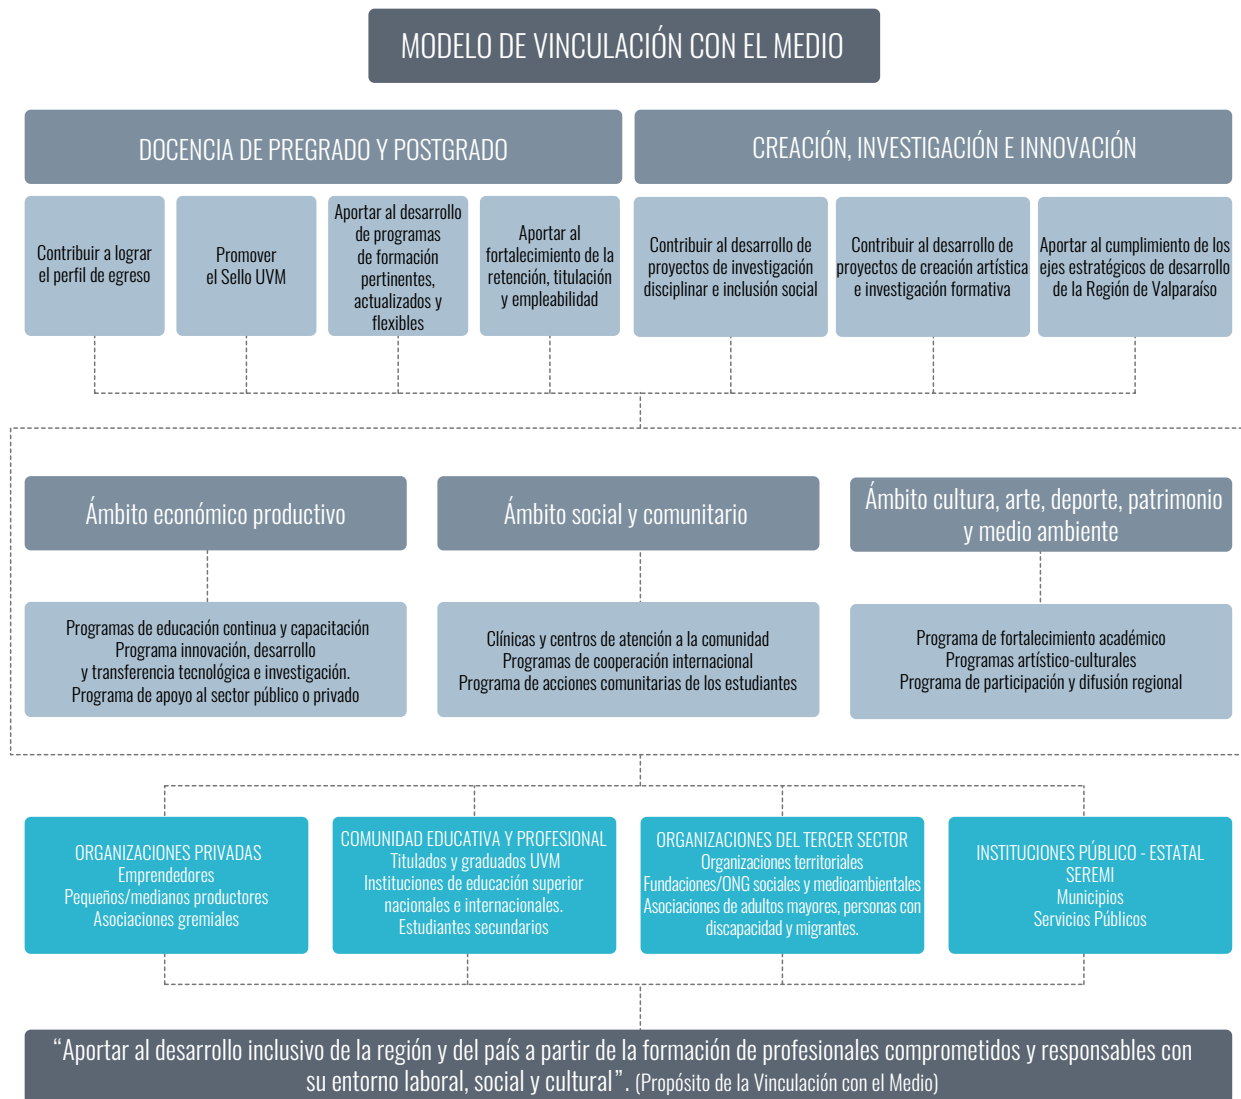 MODELO DE VINCULACIÓN CON EL MEDIO
DOCENCIA DE PREGRADO Y POSTGRADO
CREACIÓN, INVESTIGACIÓN E INNOVACIÓN
Contribuir a lograr
el perfil de egreso
Promover
el Sello UVM
Aportar al desarrollo
de programas
de formación
pertinentes,
actualizados y
flexibles
Aportar al
fortalecimiento de la
retención, titulación
y empleabilidad
Contribuir al desarrollo de
proyectos de investigación
disciplinar e inclusión social
Contribuir al desarrollo de
proyectos de creación artística
e investigación formativa
Aportar al cumplimiento de los
ejes estratégicos de desarrollo
de la Región de Valparaíso
Ámbito económico productivo
Ámbito social y comunitario
Ámbito cultura, arte, deporte, patrimonio
y medio ambiente
Programas de educación continua y capacitación
Programa innovación, desarrollo
y transferencia tecnológica e investigación.
Programa de apoyo al sector público o privado
Clínicas y centros de atención a la comunidad
Programas de cooperación internacional
Programa de acciones comunitarias de los estudiantes
Programa de fortalecimiento académico
Programas artístico-culturales
Programa de participación y difusión regional
ORGANIZACIONES PRIVADAS
Emprendedores
Pequeños/medianos productores
Asociaciones gremiales
COMUNIDAD EDUCATIVA Y PROFESIONAL
Titulados y graduados UVM
Instituciones de educación superior
nacionales e internacionales.
Estudiantes secundarios
ORGANIZACIONES DEL TERCER SECTOR
Organizaciones territoriales
Fundaciones/ONG sociales y medioambientales
Asociaciones de adultos mayores, personas con
discapacidad y migrantes.
INSTITUCIONES PÚBLICO - ESTATAL
SEREMI
Municipios
Servicios Públicos
“Aportar al desarrollo inclusivo de la región y del país a partir de la formación de profesionales comprometidos y responsables con
su entorno laboral, social y cultural”. (Propósito de la Vinculación con el Medio)